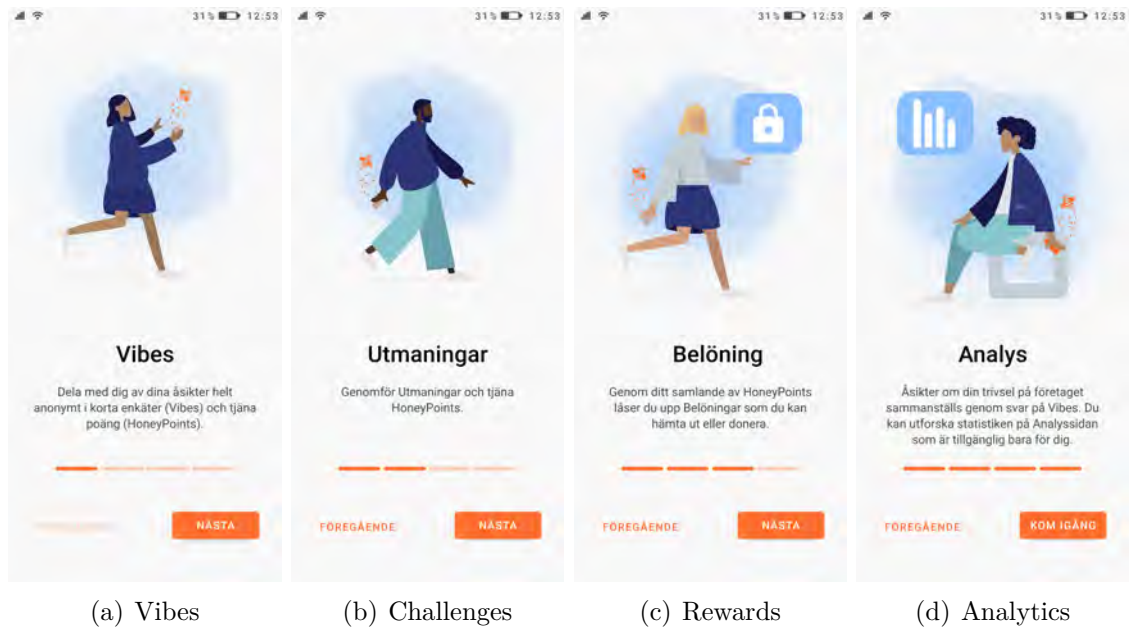 31% 12:53
Vibes
Dela med dig av dina åsikter helt
anonymt i korta enkäter (Vibes) och tjäna
poäng (HoneyPoints).
NÄSTA
(a) Vibes
31% 12:53
Utmaningar
Genomför Utmaningar och tjäna
HoneyPoints.
FÖREGÅENDE
NÄSTA
(b) Challenges
31% 12:53
Belöning
Genom ditt samlande av HoneyPoints
låser du upp Belöningar som du kan
hämta ut eller donera.
FÖREGÅENDE
NÄSTA
(c) Rewards
31% 12:53
Analys
Åsikter om din trivsel på företaget
sammanställs genom svar på Vibes. Du
kan utforska statistiken på Analyssidan
som är tillgänglig bara för dig.
FÖREGÅENDE
KOM IGÅNG
(d) Analytics